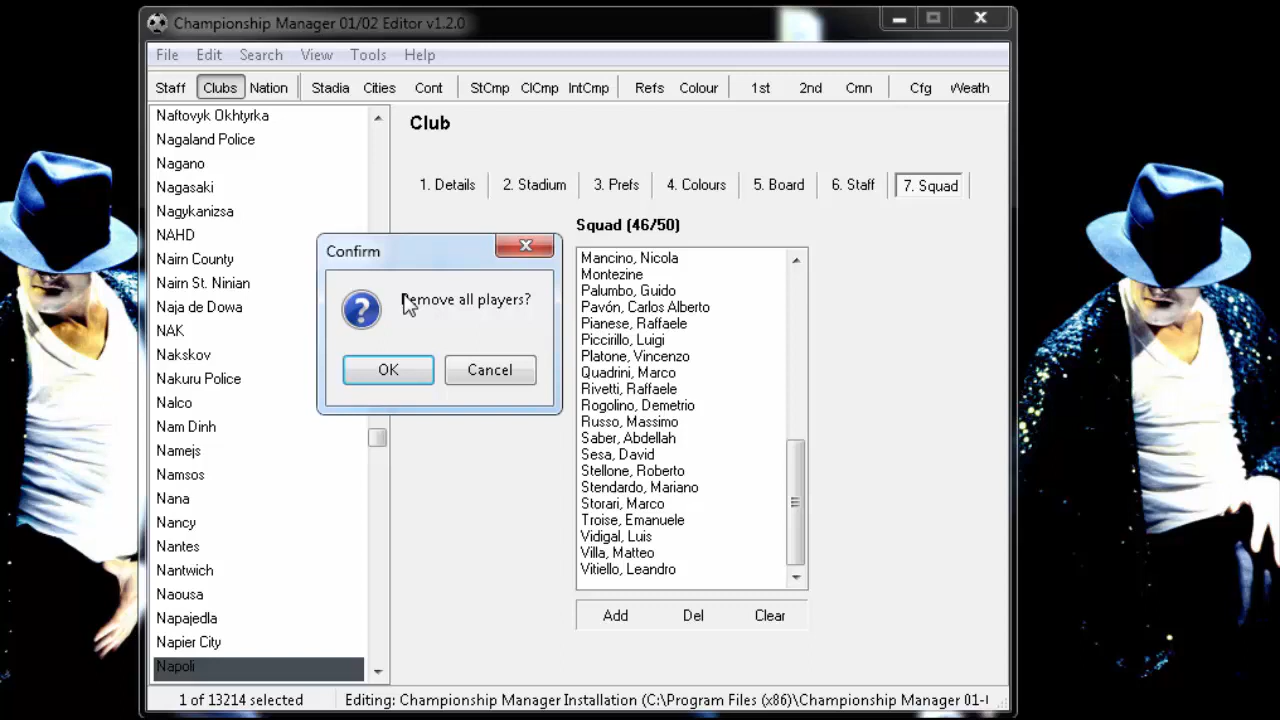 Championship Manager 01/02 Editor v1.2.0
File Edit Search View Tools Help
Staff Clubs Nation Stadia Cities Cont StCmp ClCmp IntCmp Refs Colour 1st 2nd Cmn Cfg Weath
Naftovyk Okhtyrka
Nagaland Police
Nagano
Nagasaki
Nagykanizsa
NAHD
Nairn County
Nairn St. Ninian
Naja de Dowa
NAK
Nakskov
Nakuru Police
Nalco
Nam Dinh
Namejs
Namsos
Nana
Nancy
Nantes
Nantwich
Naousa
Napajedla
Napier City
Napoli
Club
1. Details 2. Stadium 3. Prefs 4. Colours 5. Board 6. Staff 7. Squad
Squad (46/50)
Mancino, Nicola
Montezine
Palumbo, Guido
Pavón, Carlos Alberto
Pianese, Raffaele
Piccirillo, Luigi
Platone, Vincenzo
Quadrini, Marco
Rivetti, Raffaele
Rogolino, Demetrio
Russo, Massimo
Saber, Abdellah
Sesa, David
Stellone, Roberto
Stendardo, Mariano
Storari, Marco
Troise, Emanuele
Vidigal, Luis
Villa, Matteo
Vitiello, Leandro
Add Del Clear
Confirm
Remove all players?
OK Cancel
1 of 13214 selected
Editing: Championship Manager Installation (C:\Program Files (x86)\Championship Manager 01-